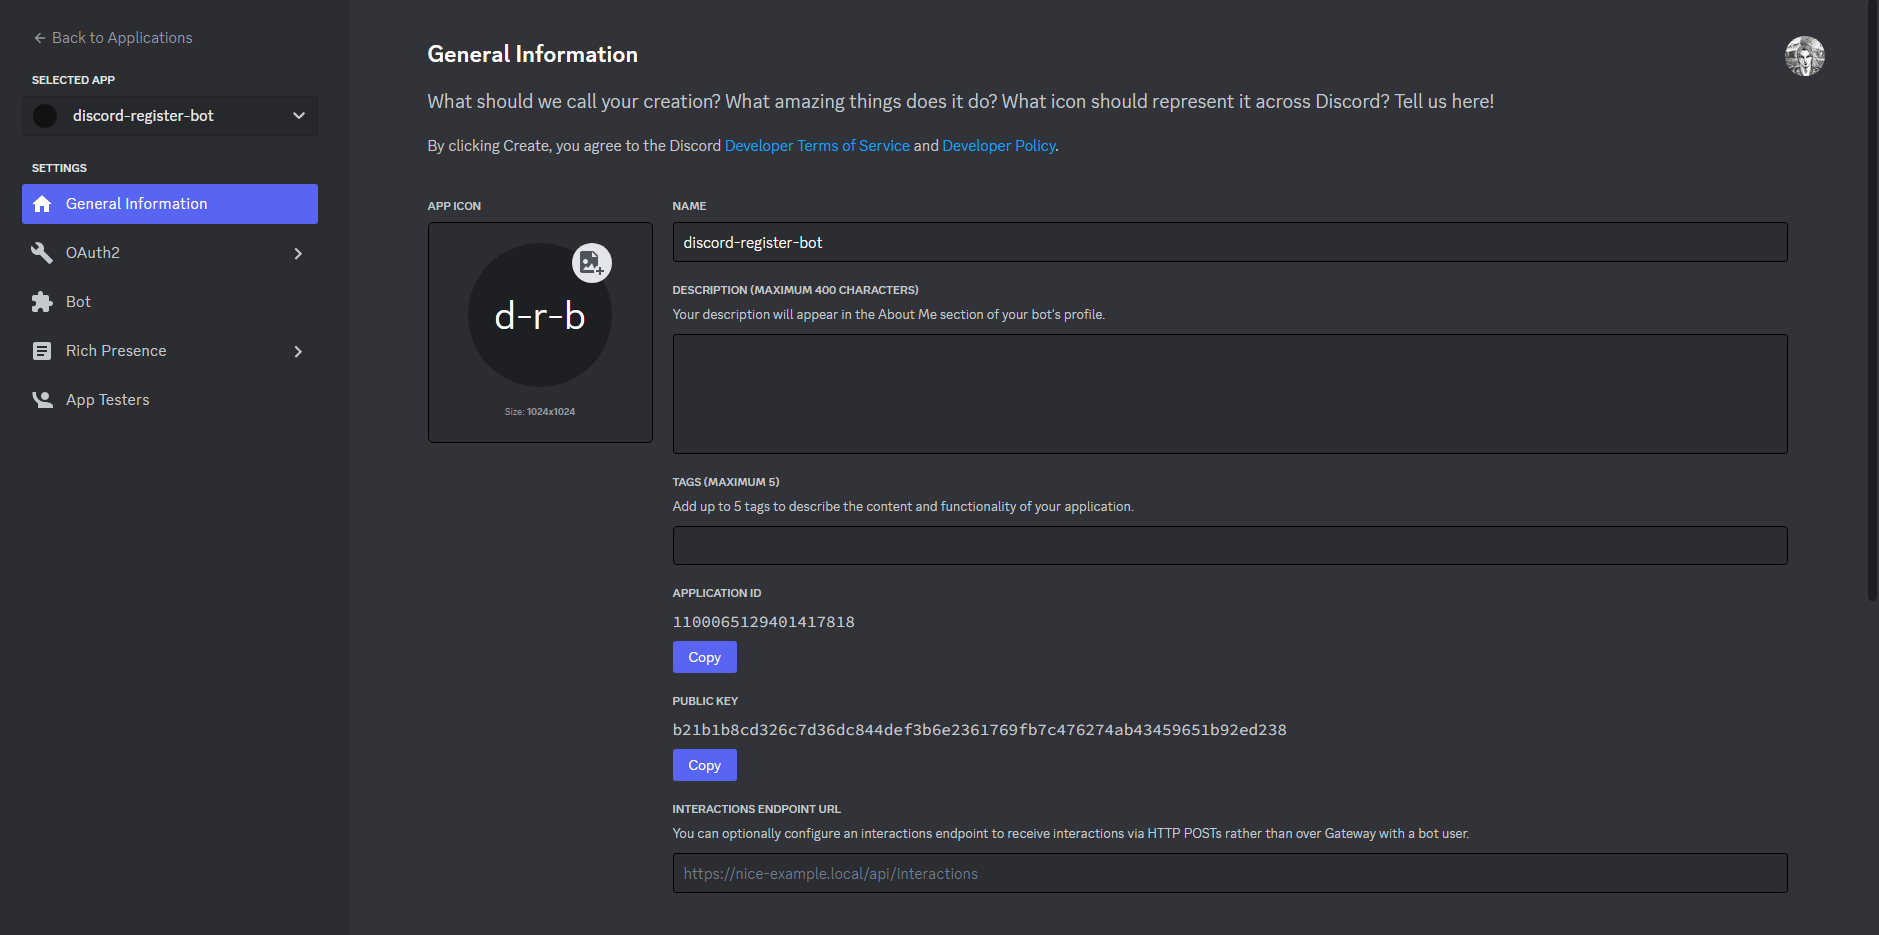 Back to Applications
SELECTED APP
discord-register-bot
SETTINGS
General Information
OAuth2
Bot
Rich Presence
App Testers
General Information
What should we call your creation? What amazing things does it do? What icon should represent it across Discord? Tell us here!
By clicking Create, you agree to the Discord Developer Terms of Service and Developer Policy.
APP ICON
d-r-b
Size: 1024x1024
NAME
discord-register-bot
DESCRIPTION (MAXIMUM 400 CHARACTERS)
Your description will appear in the About Me section of your bot's profile.
TAGS (MAXIMUM 5)
Add up to 5 tags to describe the content and functionality of your application.
APPLICATION ID
1100065129401417818
Copy
PUBLIC KEY
b21b1b8cd326c7d36dc844def3b6e2361769fb7c476274ab43459651b92ed238
Copy
INTERACTIONS ENDPOINT URL
You can optionally configure an interactions endpoint to receive interactions via HTTP POSTs rather than over Gateway with a bot user.
https://nice-example.local/api/interactions